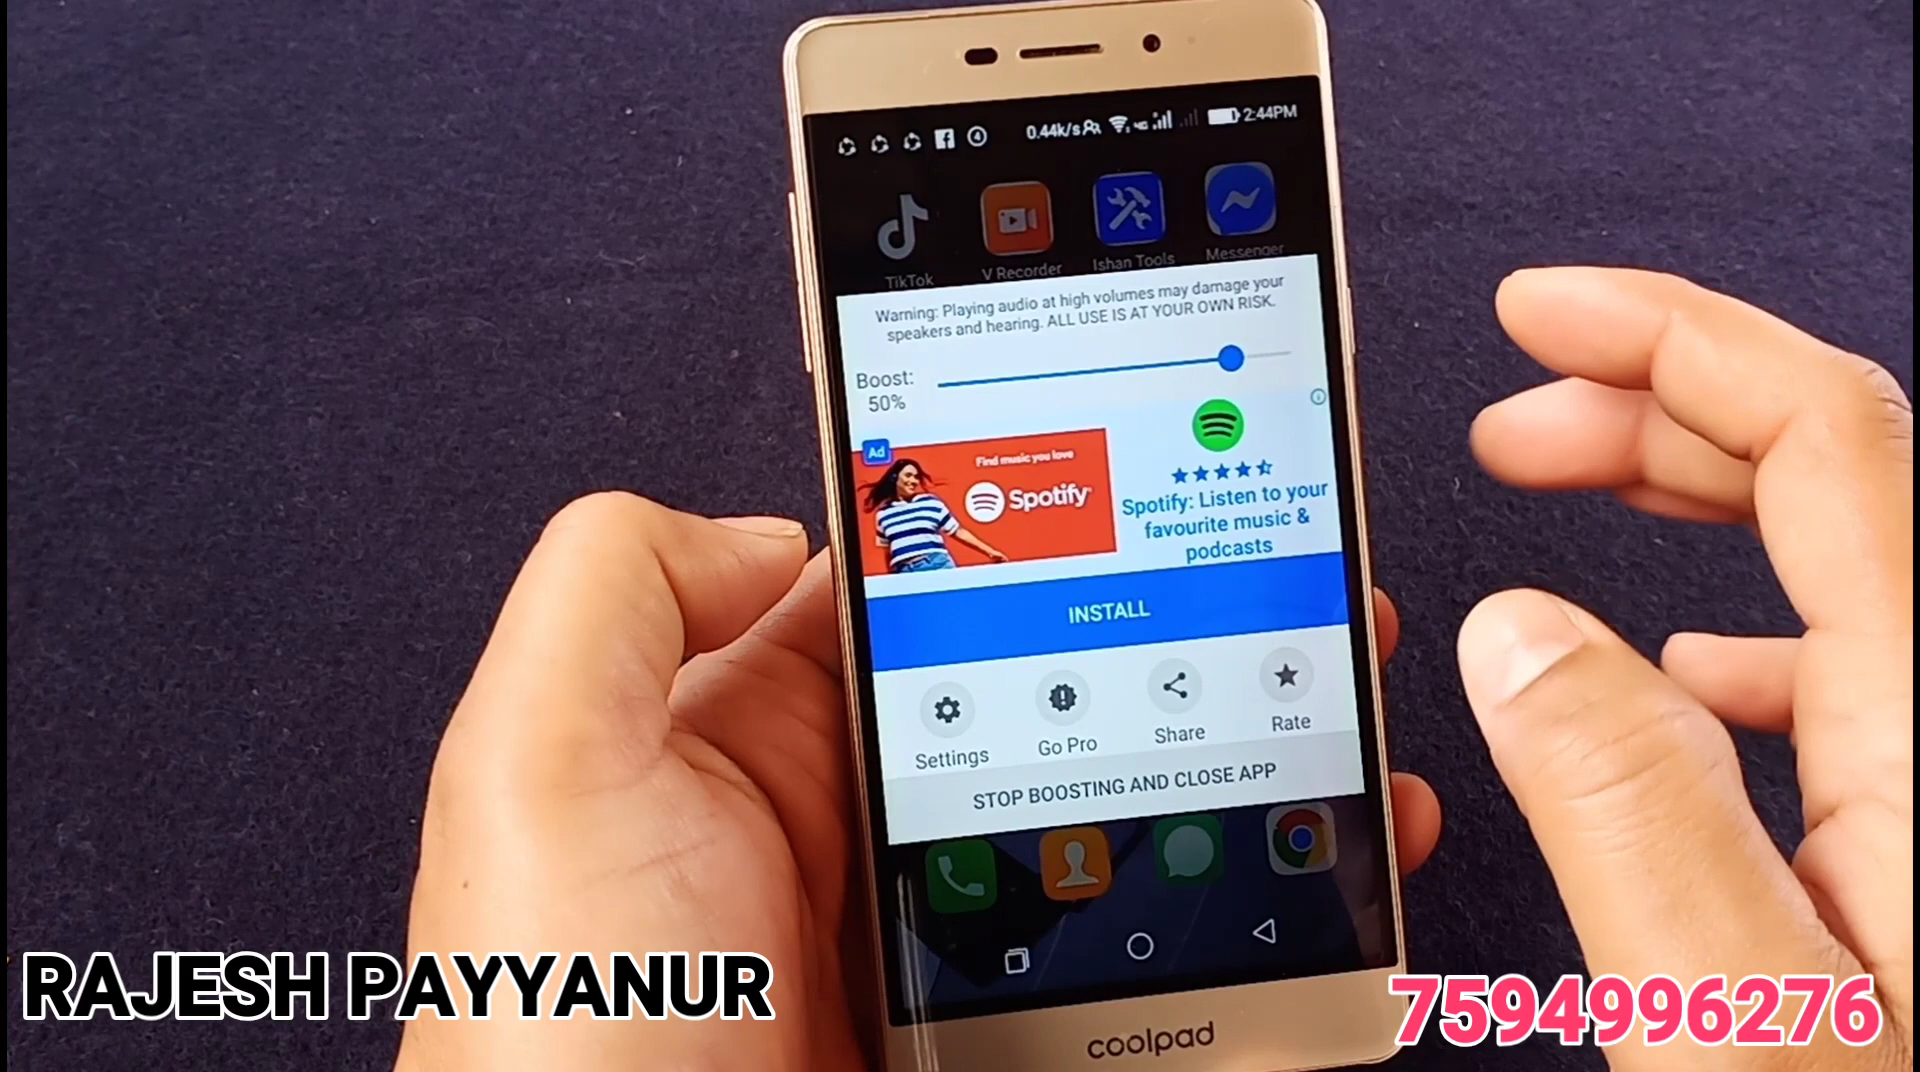 4
0.44k/s
4G
2:44PM
TikTok
V Recorder
Ishan Tools
Messenger
Warning: Playing audio at high volumes may damage your
speakers and hearing. ALL USE IS AT YOUR OWN RISK.
Boost:
50%
Ad
Find music you love
Spotify
Spotify: Listen to your
favourite music &
podcasts
INSTALL
Settings
Go Pro
Share
Rate
STOP BOOSTING AND CLOSE APP
coolpad
RAJESH PAYYANUR
7594996276